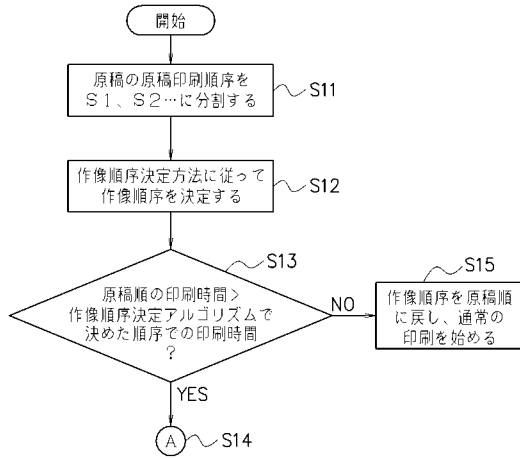 開始
原稿の原稿印刷順序を
S1、S2…に分割する
S11
作像順序決定方法に従って
作像順序を決定する
S12
S13
原稿順の印刷時間>
作像順序決定アルゴリズムで
決めた順序での印刷時間
?
NO
S15
作像順序を原稿順
に戻し、通常の
印刷を始める
YES
A
S14